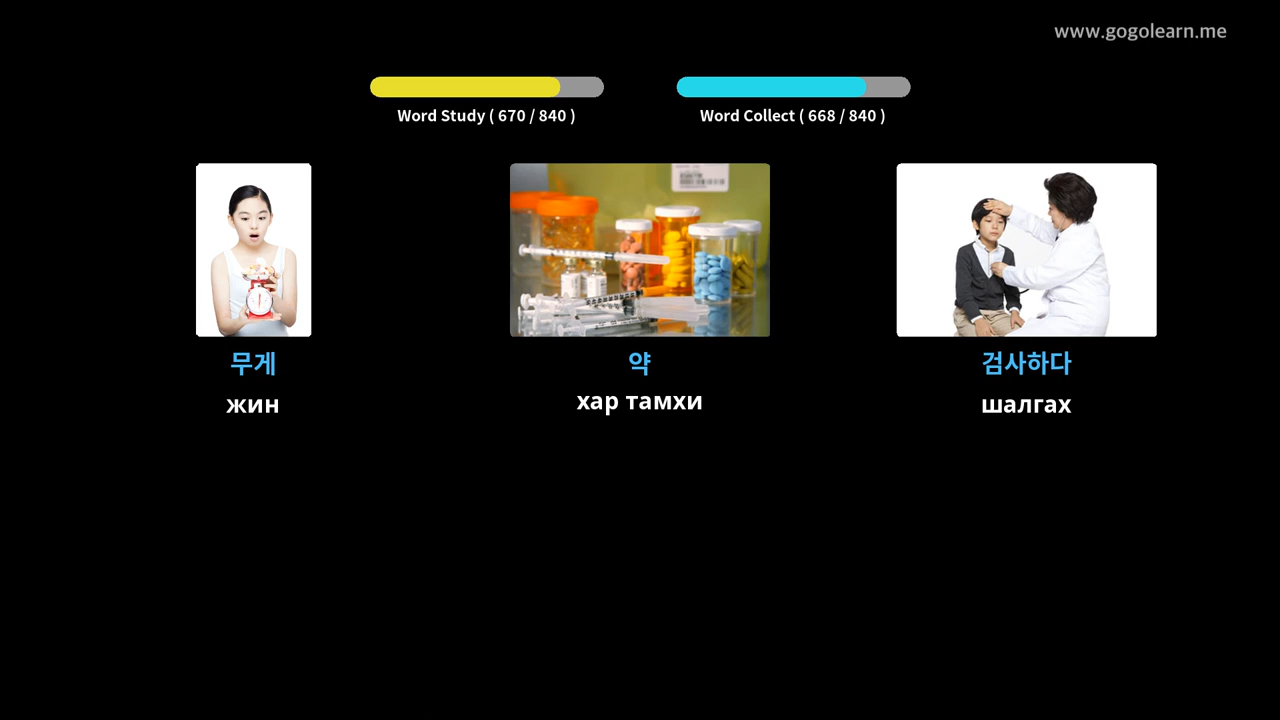 www.gogolearn.me
Word Study ( 670 / 840 )
Word Collect ( 668 / 840 )
무게
약
검사하다
жин
хар тамхи
шалгах